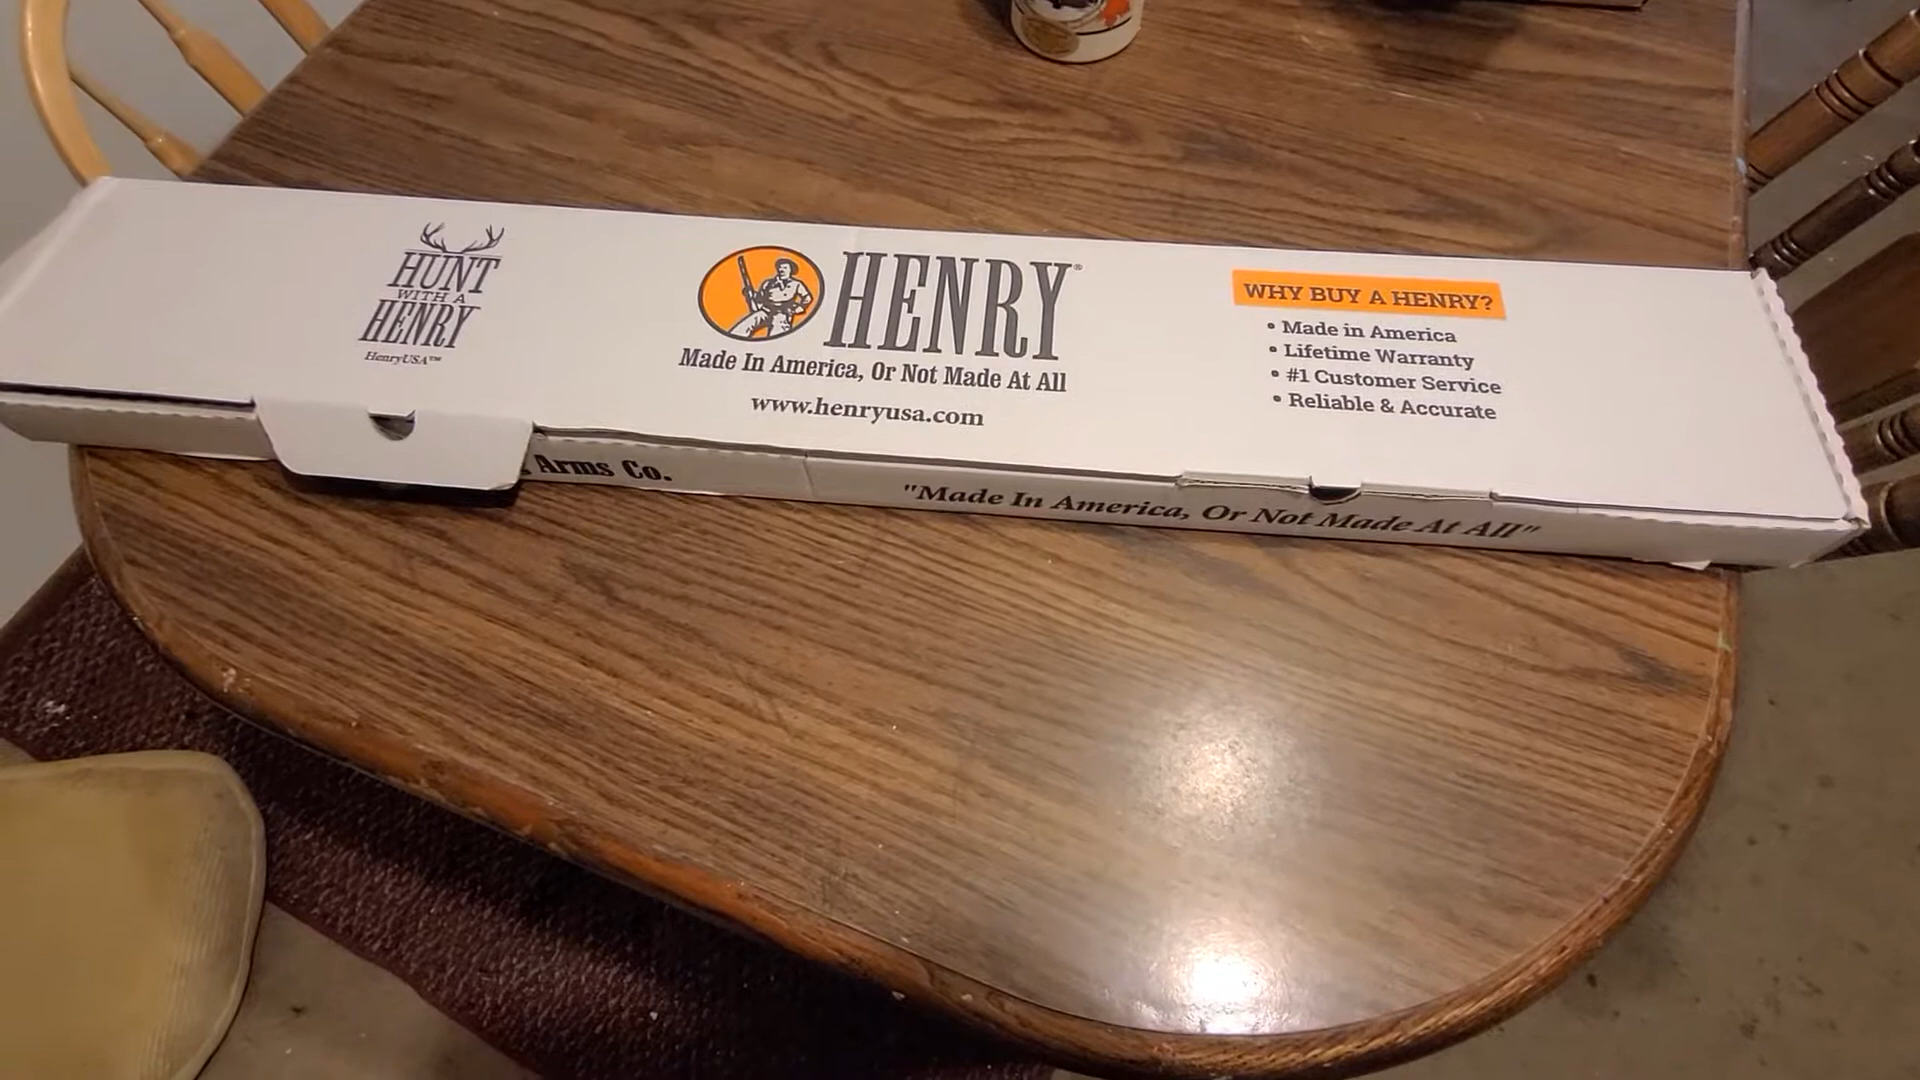 HUNT
WITH A
HENRY
HenryUSA™
HENRY®
Made In America, Or Not Made At All
www.henryusa.com
WHY BUY A HENRY?
• Made in America
• Lifetime Warranty
• #1 Customer Service
• Reliable & Accurate
Arms Co.
"Made In America, Or Not Made At All"